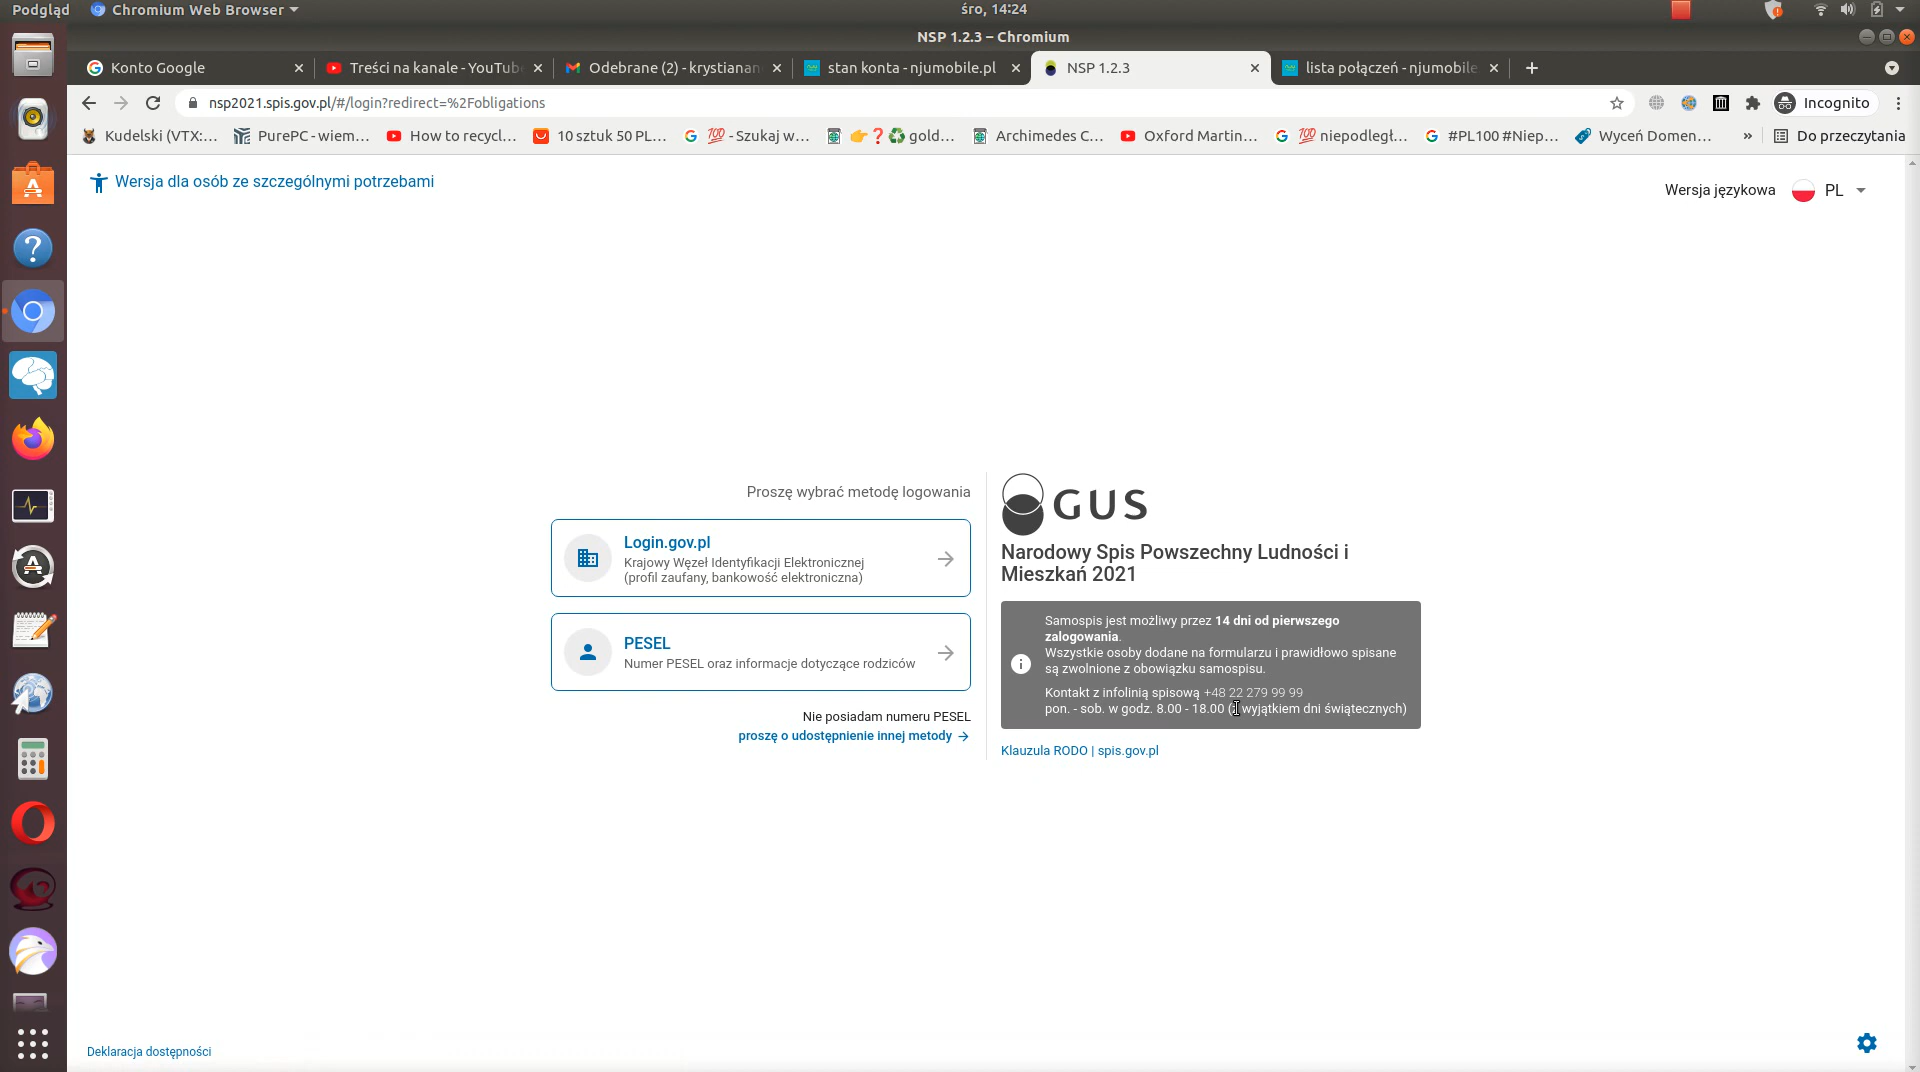 Podgląd
Chromium Web Browser
śro, 14:24
NSP 1.2.3 – Chromium
Konto Google
Treści na kanale - YouTub
Odebrane (2) - krystianan
stan konta - njumobile.pl
NSP 1.2.3
lista połączeń - njumobile
nsp2021.spis.gov.pl/#/login?redirect=%2Fobligations
Incognito
Kudelski (VTX:...
PurePC - wiem...
How to recycl...
10 sztuk 50 PL...
💯 - Szukaj w...
👉❓♻ gold...
Archimedes C...
Oxford Martin...
💯 niepodległ...
#PL100 #Niep...
Wyceń Domen...
»
Do przeczytania
Wersja dla osób ze szczególnymi potrzebami
Wersja językowa
PL
Proszę wybrać metodę logowania
Login.gov.pl
Krajowy Węzeł Identyfikacji Elektronicznej
(profil zaufany, bankowość elektroniczna)
PESEL
Numer PESEL oraz informacje dotyczące rodziców
Nie posiadam numeru PESEL
proszę o udostępnienie innej metody →
GUS
Narodowy Spis Powszechny Ludności i
Mieszkań 2021
Samospis jest możliwy przez 14 dni od pierwszego
zalogowania.
Wszystkie osoby dodane na formularzu i prawidłowo spisane
są zwolnione z obowiązku samospisu.
Kontakt z infolinią spisową +48 22 279 99 99
pon. - sob. w godz. 8.00 - 18.00 (z wyjątkiem dni świątecznych)
Klauzula RODO | spis.gov.pl
Deklaracja dostępności